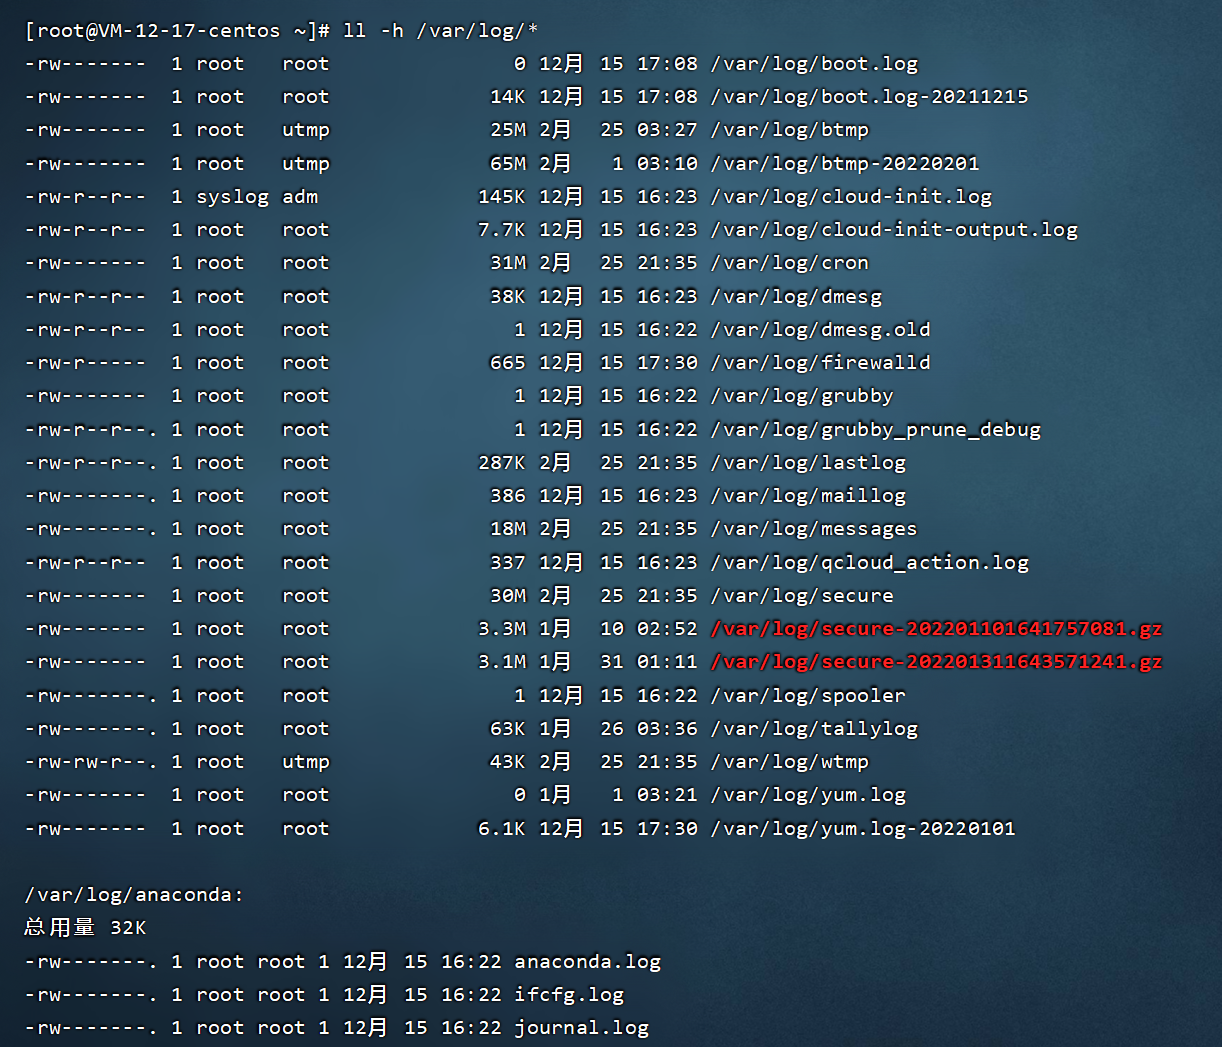 [root@VM-12-17-centos ~]# ll -h /var/log/*
-rw------- 1 root root 0 12月 15 17:08 /var/log/boot.log
-rw------- 1 root root 14K 12月 15 17:08 /var/log/boot.log-20211215
-rw------- 1 root utmp 25M 2月 25 03:27 /var/log/btmp
-rw------- 1 root utmp 65M 2月 1 03:10 /var/log/btmp-20220201
-rw-r--r-- 1 syslog adm 145K 12月 15 16:23 /var/log/cloud-init.log
-rw-r--r-- 1 root root 7.7K 12月 15 16:23 /var/log/cloud-init-output.log
-rw------- 1 root root 31M 2月 25 21:35 /var/log/cron
-rw-r--r-- 1 root root 38K 12月 15 16:23 /var/log/dmesg
-rw-r--r-- 1 root root 1 12月 15 16:22 /var/log/dmesg.old
-rw-r----- 1 root root 665 12月 15 17:30 /var/log/firewalld
-rw------- 1 root root 1 12月 15 16:22 /var/log/grubby
-rw-r--r--. 1 root root 1 12月 15 16:22 /var/log/grubby_prune_debug
-rw-r--r--. 1 root root 287K 2月 25 21:35 /var/log/lastlog
-rw-------. 1 root root 386 12月 15 16:23 /var/log/maillog
-rw-------. 1 root root 18M 2月 25 21:35 /var/log/messages
-rw-r--r-- 1 root root 337 12月 15 16:23 /var/log/qcloud_action.log
-rw------- 1 root root 30M 2月 25 21:35 /var/log/secure
-rw------- 1 root root 3.3M 1月 10 02:52 /var/log/secure-202201101641757081.gz
-rw------- 1 root root 3.1M 1月 31 01:11 /var/log/secure-202201311643571241.gz
-rw-------. 1 root root 1 12月 15 16:22 /var/log/spooler
-rw-------. 1 root root 63K 1月 26 03:36 /var/log/tallylog
-rw-rw-r--. 1 root utmp 43K 2月 25 21:35 /var/log/wtmp
-rw------- 1 root root 0 1月 1 03:21 /var/log/yum.log
-rw------- 1 root root 6.1K 12月 15 17:30 /var/log/yum.log-20220101
/var/log/anaconda:
总用量 32K
-rw-------. 1 root root 1 12月 15 16:22 anaconda.log
-rw-------. 1 root root 1 12月 15 16:22 ifcfg.log
-rw-------. 1 root root 1 12月 15 16:22 journal.log